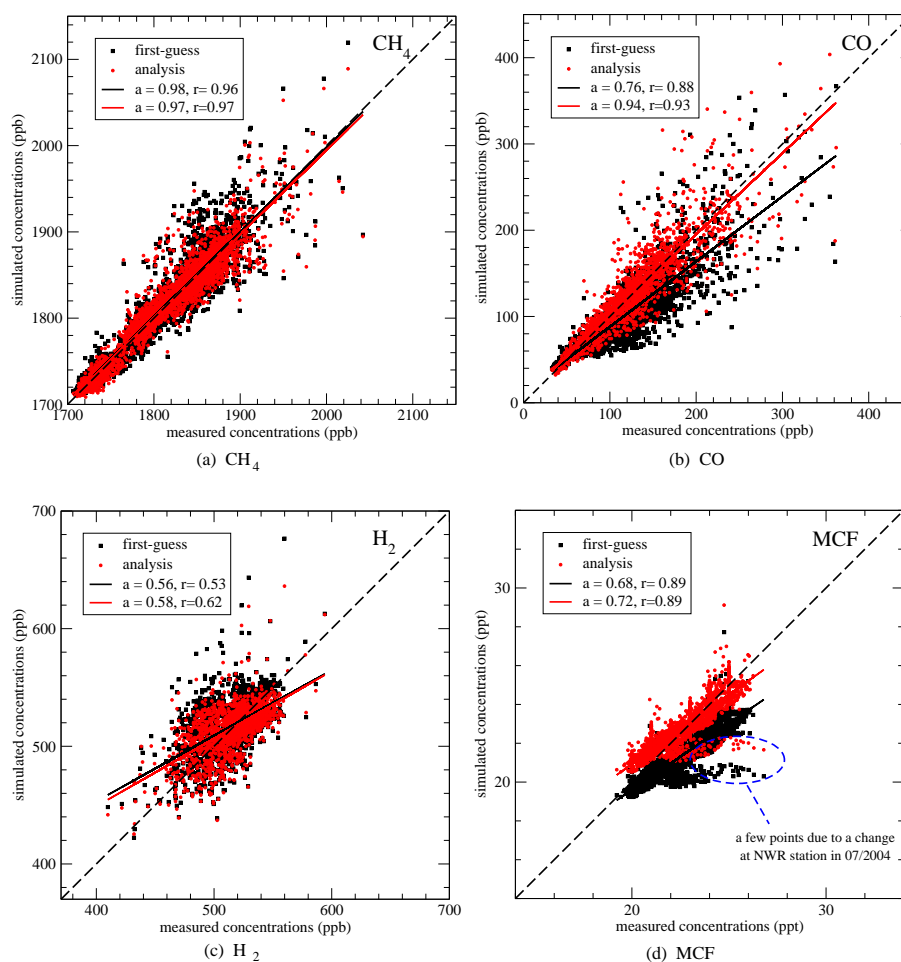 CH4
first-guess
analysis
a = 0.98, r= 0.96
a = 0.97, r=0.97
simulated concentrations (ppb)
2100
2000
1900
1800
1700
1700 1800 1900 2000 2100
measured concentrations (ppb)
(a) CH4
CO
first-guess
analysis
a = 0.76, r= 0.88
a = 0.94, r=0.93
simulated concentrations (ppb)
400
300
200
100
0
0 100 200 300 400
measured concentrations (ppb)
(b) CO
H2
first-guess
analysis
a = 0.56, r= 0.53
a = 0.58, r=0.62
simulated concentrations (ppb)
700
600
500
400
400 500 600 700
measured concentrations (ppb)
(c) H2
MCF
first-guess
analysis
a = 0.68, r= 0.89
a = 0.72, r=0.89
simulated concentrations (ppt)
30
20
a few points due to a change
at NWR station in 07/2004
20 30
measured concentrations (ppt)
(d) MCF